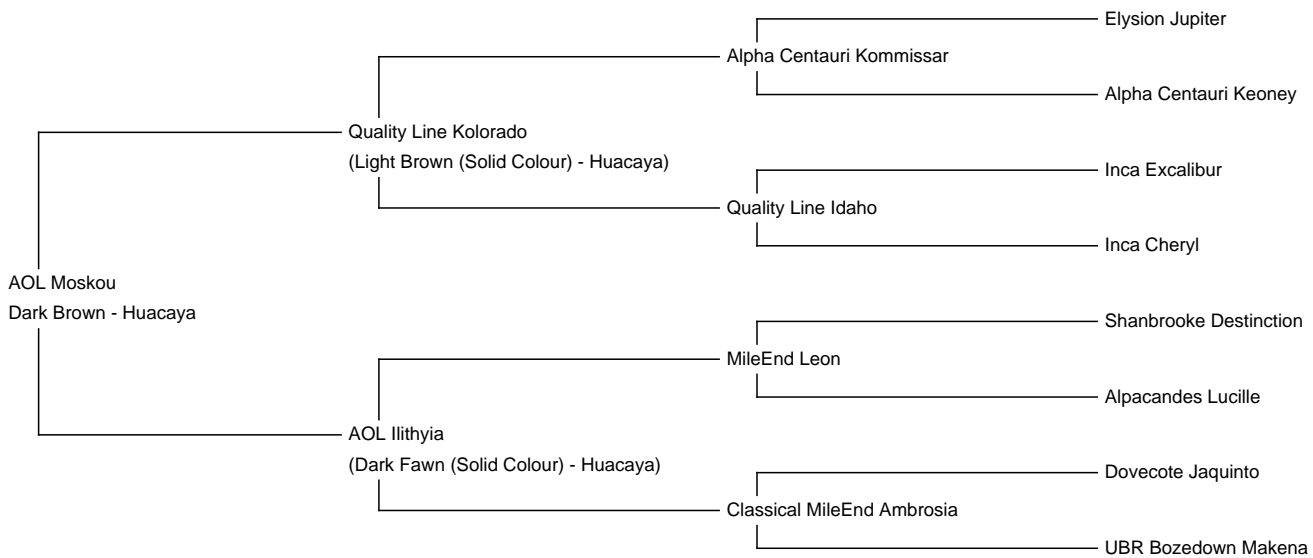 Elysion Jupiter
Alpha Centauri Kommissar
Alpha Centauri Keoney
Quality Line Kolorado
(Light Brown (Solid Colour) - Huacaya)
Inca Excalibur
Quality Line Idaho
Inca Cheryl
AOL Moskou
Dark Brown - Huacaya
Shanbrooke Destinction
MileEnd Leon
Alpacandes Lucille
AOL Ilithyia
(Dark Fawn (Solid Colour) - Huacaya)
Dovecote Jaquinto
Classical MileEnd Ambrosia
UBR Bozedown Makena